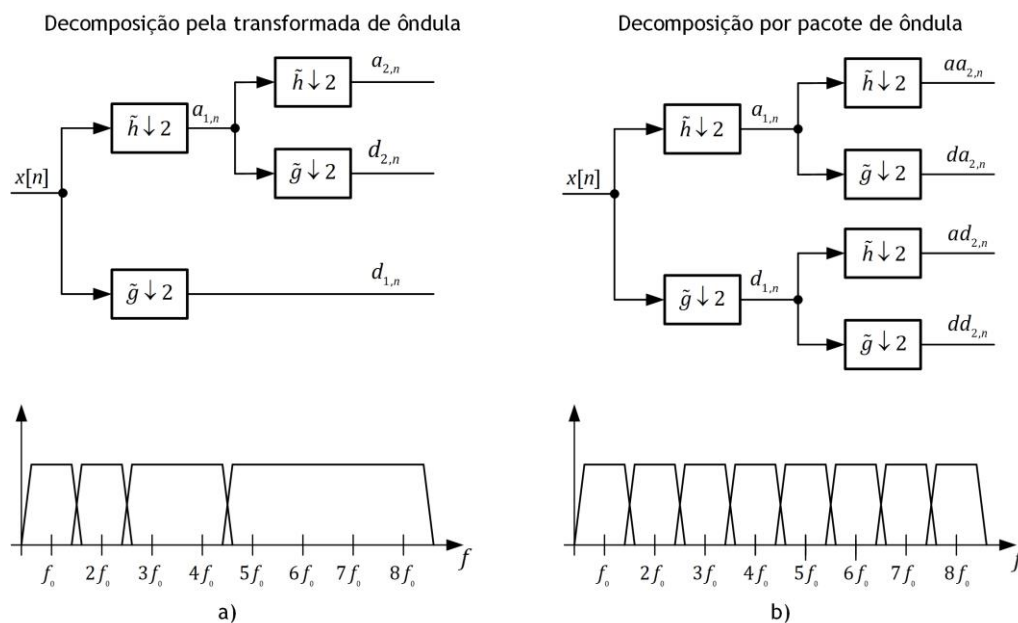 Decomposição pela transformada de ôndula
Decomposição por pacote de ôndula
x[n]
h̃ ↓ 2
a₁,ₙ
h̃ ↓ 2
a₂,ₙ
g̃ ↓ 2
d₂,ₙ
g̃ ↓ 2
d₁,ₙ
x[n]
h̃ ↓ 2
a₁,ₙ
h̃ ↓ 2
aa₂,ₙ
g̃ ↓ 2
da₂,ₙ
g̃ ↓ 2
d₁,ₙ
h̃ ↓ 2
ad₂,ₙ
g̃ ↓ 2
dd₂,ₙ
f₀ 2f₀ 3f₀ 4f₀ 5f₀ 6f₀ 7f₀ 8f₀ f
f₀ 2f₀ 3f₀ 4f₀ 5f₀ 6f₀ 7f₀ 8f₀ f
a)
b)